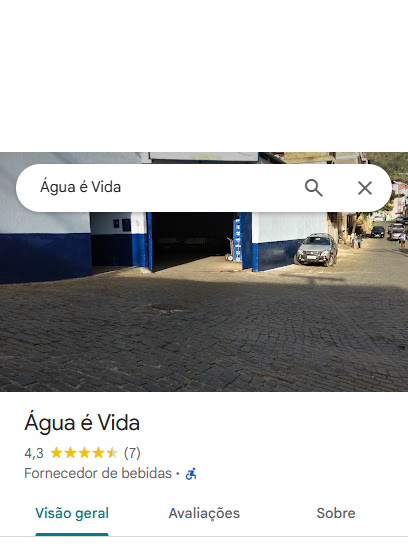 Água é Vida
Água é Vida
4,3 (7)
Fornecedor de bebidas ·
Visão geral Avaliações Sobre